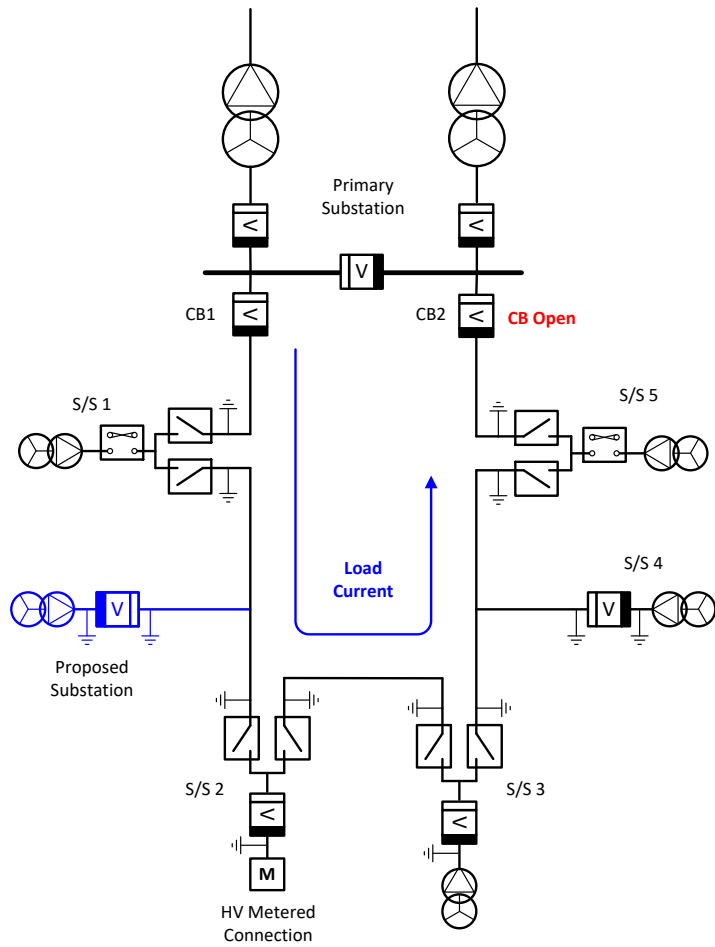 Primary
Substation
V
V
V
CB1
V
CB2
V
CB Open
S/S 1
S/S 5
Load
Current
S/S 4
V
V
Proposed
Substation
S/S 2
S/S 3
V
V
M
HV Metered
Connection